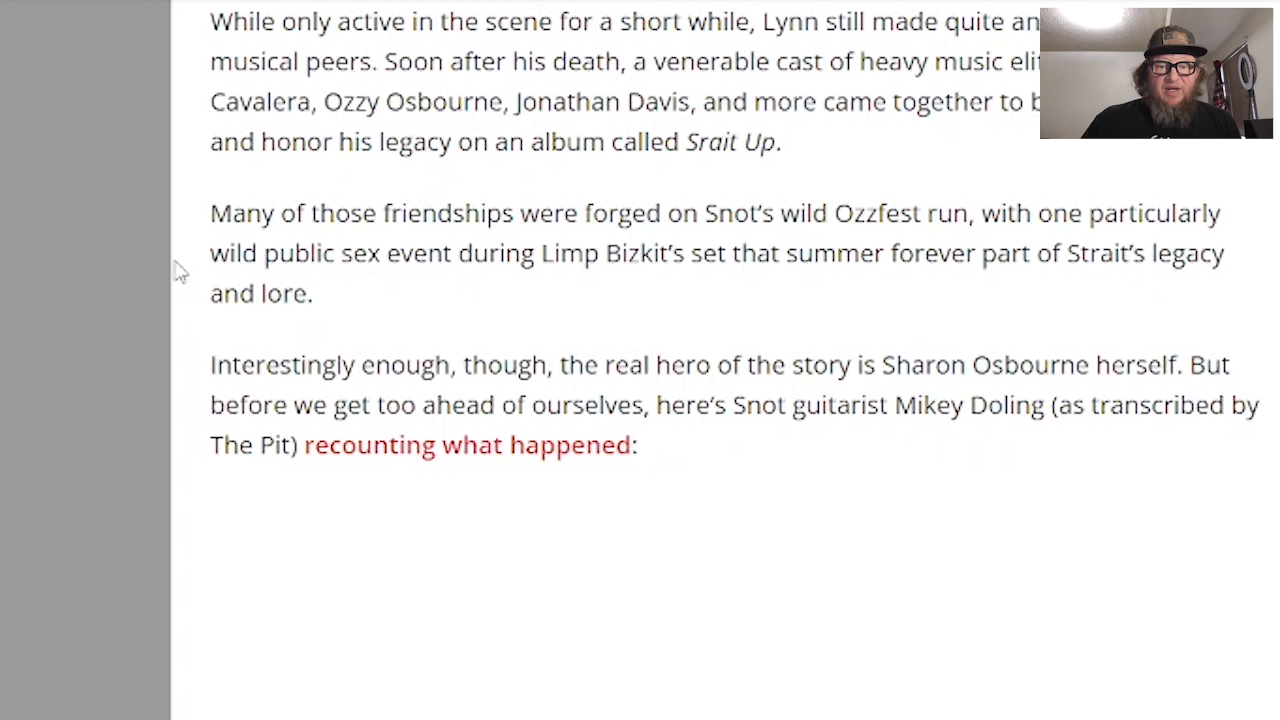 While only active in the scene for a short while, Lynn still made quite an
musical peers. Soon after his death, a venerable cast of heavy music
Cavalera, Ozzy Osbourne, Jonathan Davis, and more came together to
and honor his legacy on an album called Srait Up.
Many of those friendships were forged on Snot's wild Ozzfest run, with one particularly
wild public sex event during Limp Bizkit's set that summer forever part of Strait's legacy
and lore.
Interestingly enough, though, the real hero of the story is Sharon Osbourne herself. But
before we get too ahead of ourselves, here's Snot guitarist Mikey Doling (as transcribed by
The Pit) recounting what happened: